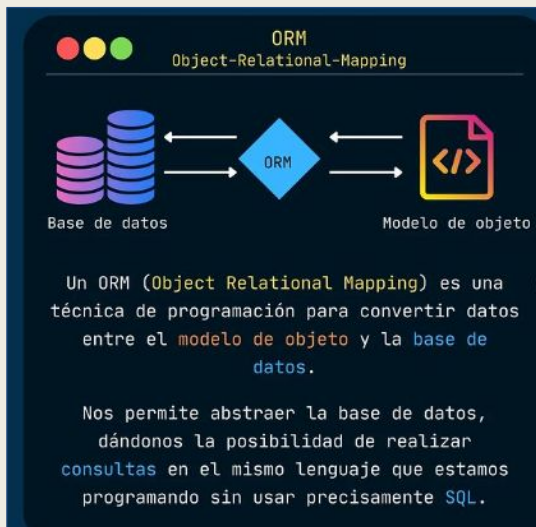 ORM
Object-Relational-Mapping
ORM
</>
Base de datos
Modelo de objeto
Un ORM (Object Relational Mapping) es una
técnica de programación para convertir datos
entre el modelo de objeto y la base de
datos.
Nos permite abstraer la base de datos,
dándonos la posibilidad de realizar
consultas en el mismo lenguaje que estamos
programando sin usar precisamente SQL.